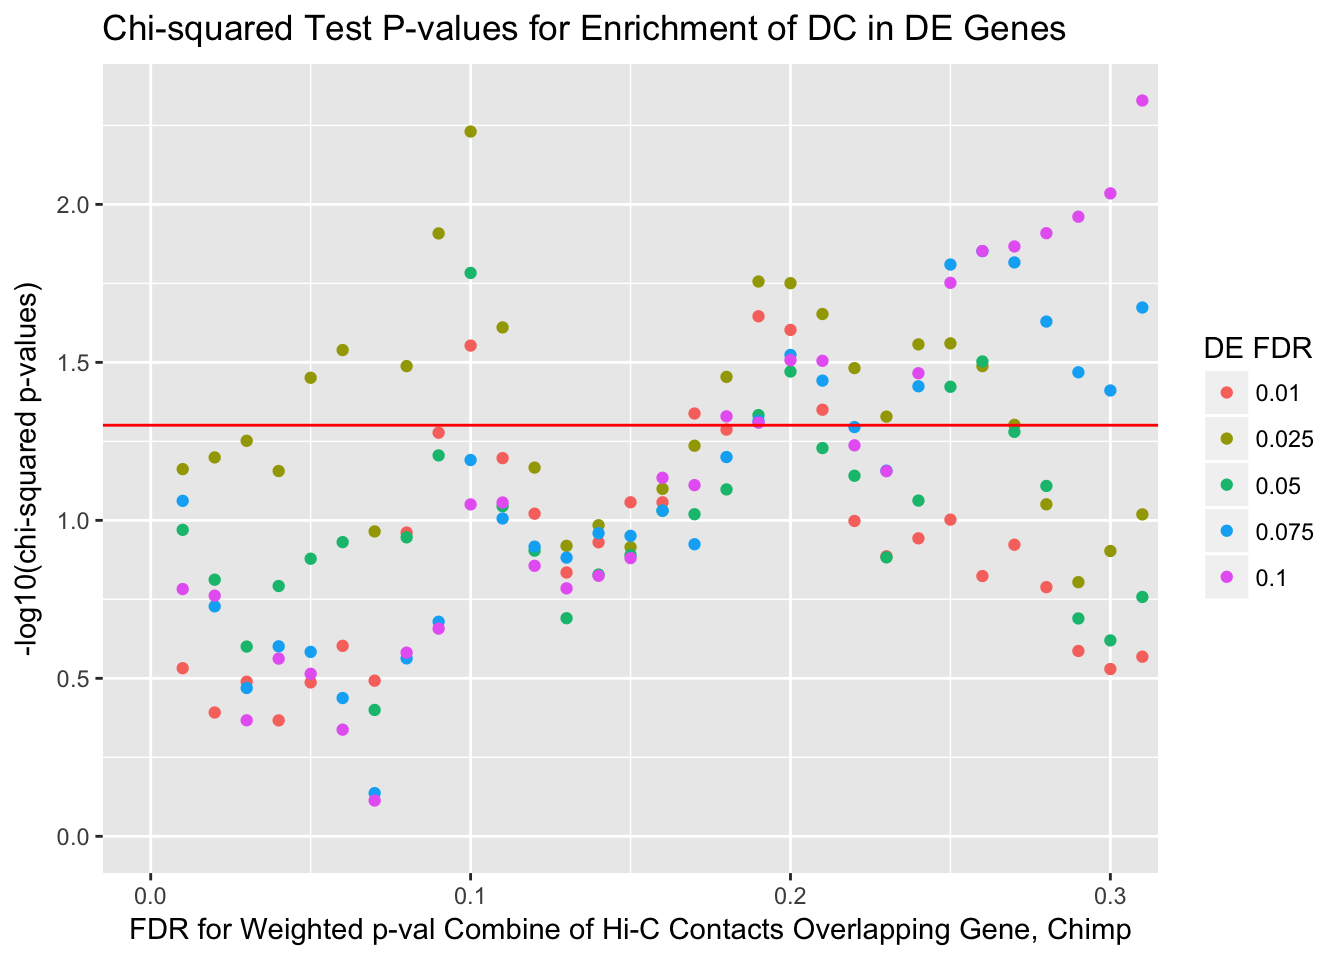 Chi-squared Test P-values for Enrichment of DC in DE Genes
-log10(chi-squared p-values)
2.0
1.5
1.0
0.5
0.0
0.0 0.1 0.2 0.3
FDR for Weighted p-val Combine of Hi-C Contacts Overlapping Gene, Chimp
DE FDR
0.01
0.025
0.05
0.075
0.1